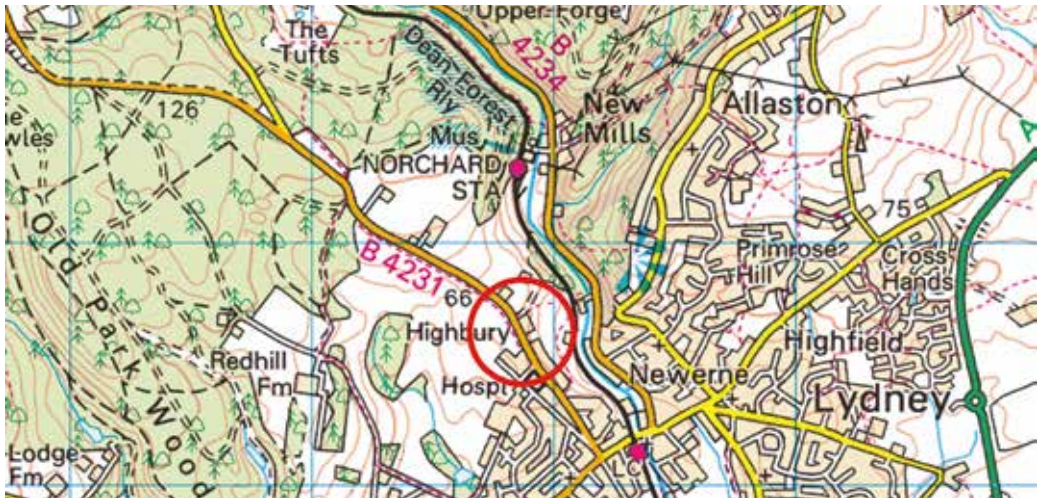 Upper Forge
The
Tufts
Dean Forest
Rly
B
4234
New
Mills
Allaston
126
wles
Mus
NORCHARD
STA
A
75
Old Park Wood
B 4231
Primrose
Hill
Cross
Hands
66
Highbury
Highfield
Redhill
Fm
Hospl
Newerne
Lydney
Lodge
Fm
LC